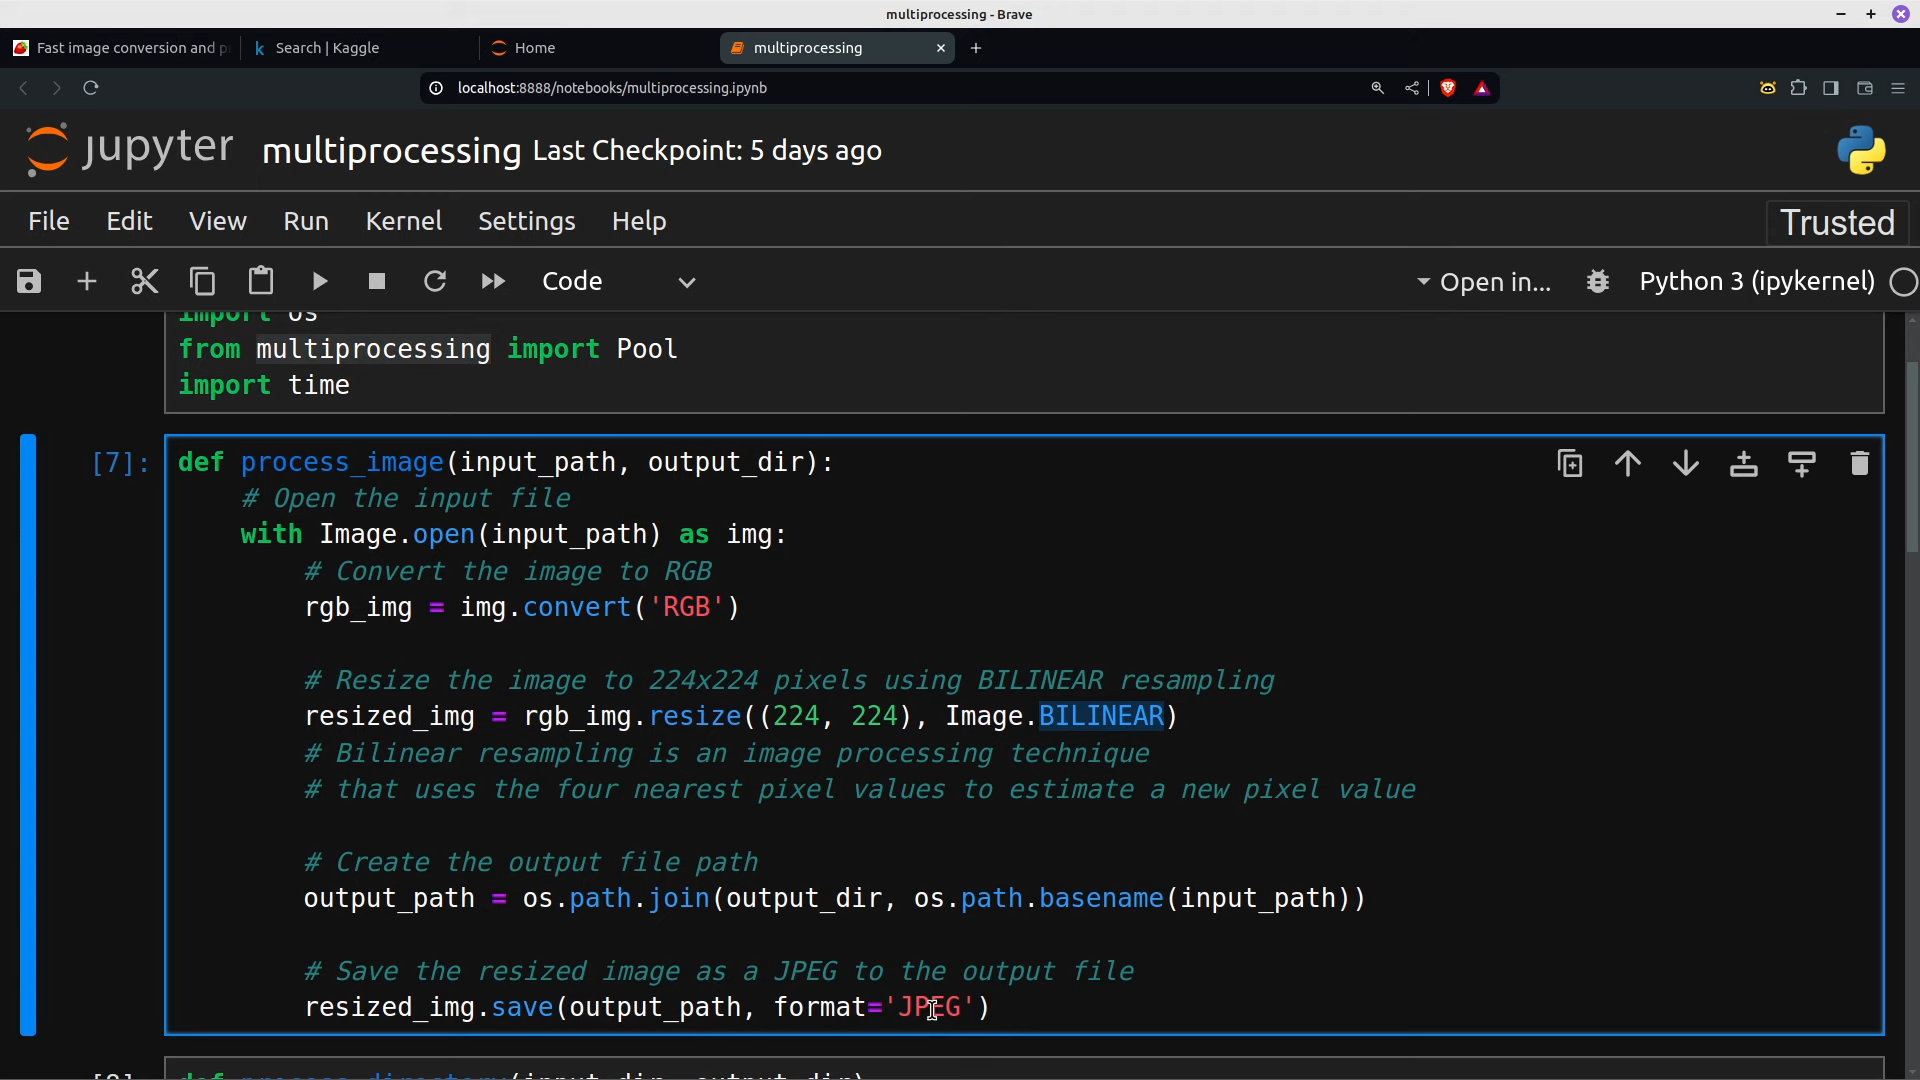 multiprocessing - Brave
Fast image conversion and p
Search | Kaggle
Home
multiprocessing
localhost:8888/notebooks/multiprocessing.ipynb
jupyter multiprocessing Last Checkpoint: 5 days ago
File Edit View Run Kernel Settings Help Trusted
Code Open in... Python 3 (ipykernel)
import os
from multiprocessing import Pool
import time
[7]: def process_image(input_path, output_dir):
# Open the input file
with Image.open(input_path) as img:
# Convert the image to RGB
rgb_img = img.convert('RGB')
# Resize the image to 224x224 pixels using BILINEAR resampling
resized_img = rgb_img.resize((224, 224), Image.BILINEAR)
# Bilinear resampling is an image processing technique
# that uses the four nearest pixel values to estimate a new pixel value
# Create the output file path
output_path = os.path.join(output_dir, os.path.basename(input_path))
# Save the resized image as a JPEG to the output file
resized_img.save(output_path, format='JPEG')
def process_directory(input_dir, output_dir)